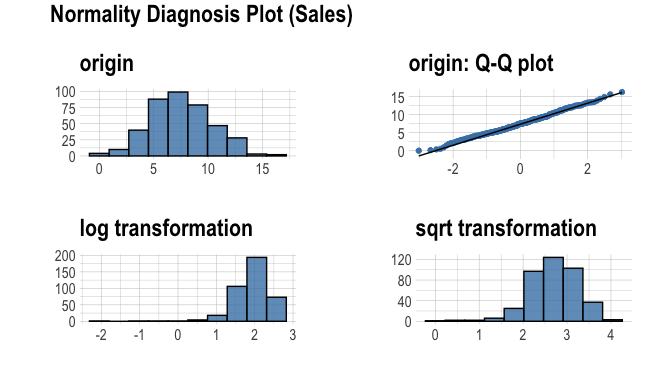 Normality Diagnosis Plot (Sales)
origin
100
75
50
25
0
0 5 10 15
origin: Q-Q plot
15
10
5
0
-2 0 2
log transformation
200
150
100
50
0
-2 -1 0 1 2 3
sqrt transformation
120
80
40
0
0 1 2 3 4